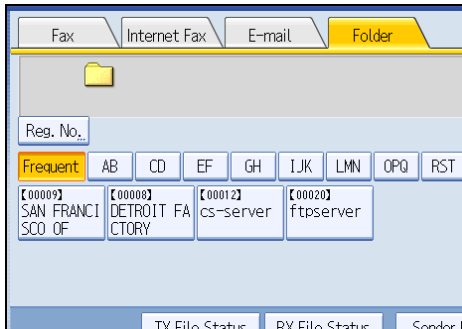 Fax Internet Fax E-mail Folder
Reg. No.
Frequent AB CD EF GH IJK LMN OPQ RST
【00009】 【00008】 【00012】 【00020】
SAN FRANCI DETROIT FA cs-server ftpserver
SCO OF CTORY
TX File Status RX File Status Sender